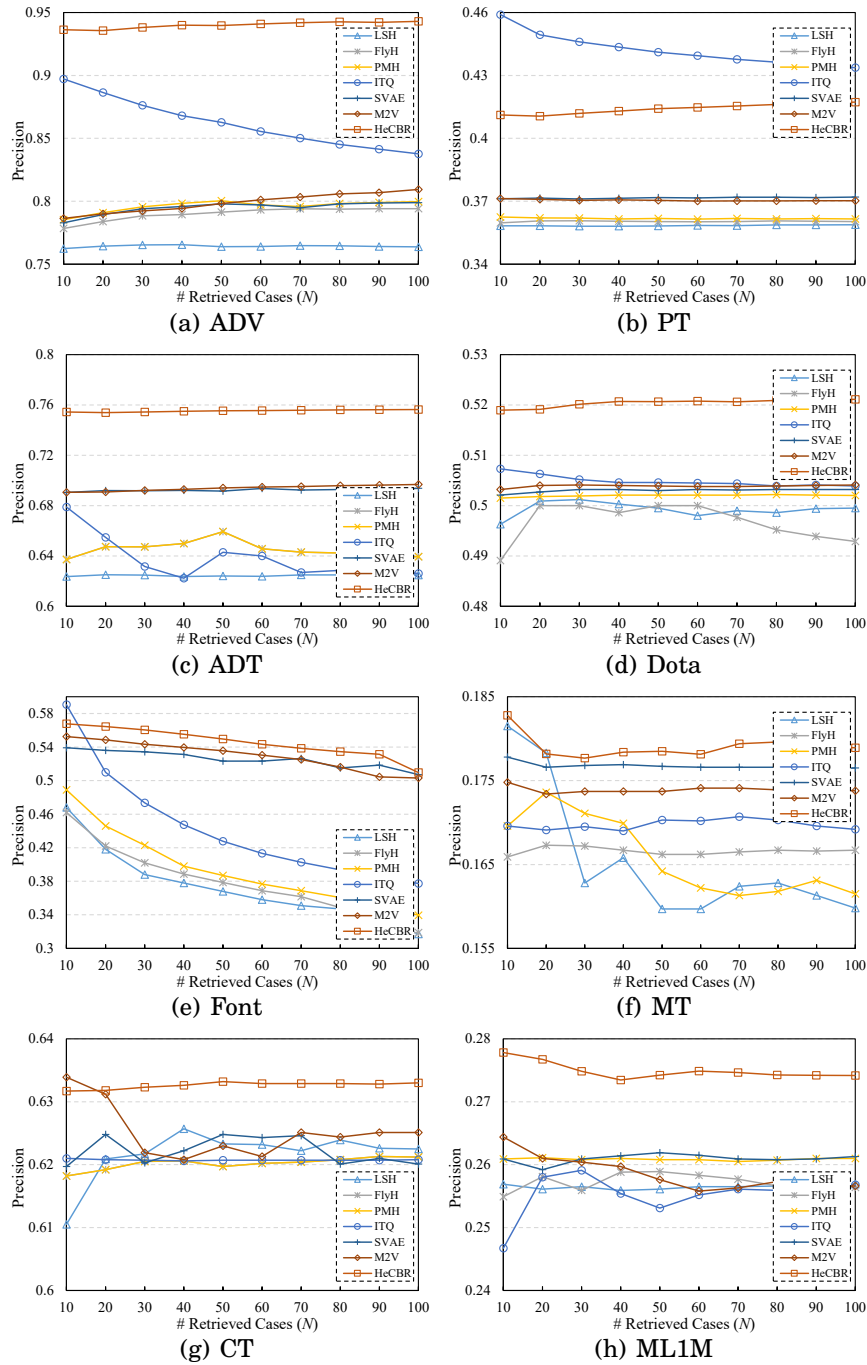 0.95
0.9
0.85
0.8
0.75
Precision
LSH
FlyH
PMH
ITQ
SVAE
M2V
HeCBR
10 20 30 40 50 60 70 80 90 100
# Retrieved Cases (N)
(a) ADV
0.46
0.43
0.4
0.37
0.34
Precision
LSH
FlyH
PMH
ITQ
SVAE
M2V
HeCBR
10 20 30 40 50 60 70 80 90 100
# Retrieved Cases (N)
(b) PT
0.8
0.76
0.72
0.68
0.64
0.6
Precision
LSH
FlyH
PMH
ITQ
SVAE
M2V
HeCBR
10 20 30 40 50 60 70 80 90 100
# Retrieved Cases (N)
(c) ADT
0.53
0.52
0.51
0.5
0.49
0.48
Precision
LSH
FlyH
PMH
ITQ
SVAE
M2V
HeCBR
10 20 30 40 50 60 70 80 90 100
# Retrieved Cases (N)
(d) Dota
0.58
0.54
0.5
0.46
0.42
0.38
0.34
0.3
Precision
LSH
FlyH
PMH
ITQ
SVAE
M2V
HeCBR
10 20 30 40 50 60 70 80 90 100
# Retrieved Cases (N)
(e) Font
0.185
0.175
0.165
0.155
Precision
LSH
FlyH
PMH
ITQ
SVAE
M2V
HeCBR
10 20 30 40 50 60 70 80 90 100
# Retrieved Cases (N)
(f) MT
0.64
0.63
0.62
0.61
0.6
Precision
LSH
FlyH
PMH
ITQ
SVAE
M2V
HeCBR
10 20 30 40 50 60 70 80 90 100
# Retrieved Cases (N)
(g) CT
0.28
0.27
0.26
0.25
0.24
Precision
LSH
FlyH
PMH
ITQ
SVAE
M2V
HeCBR
10 20 30 40 50 60 70 80 90 100
# Retrieved Cases (N)
(h) ML1M